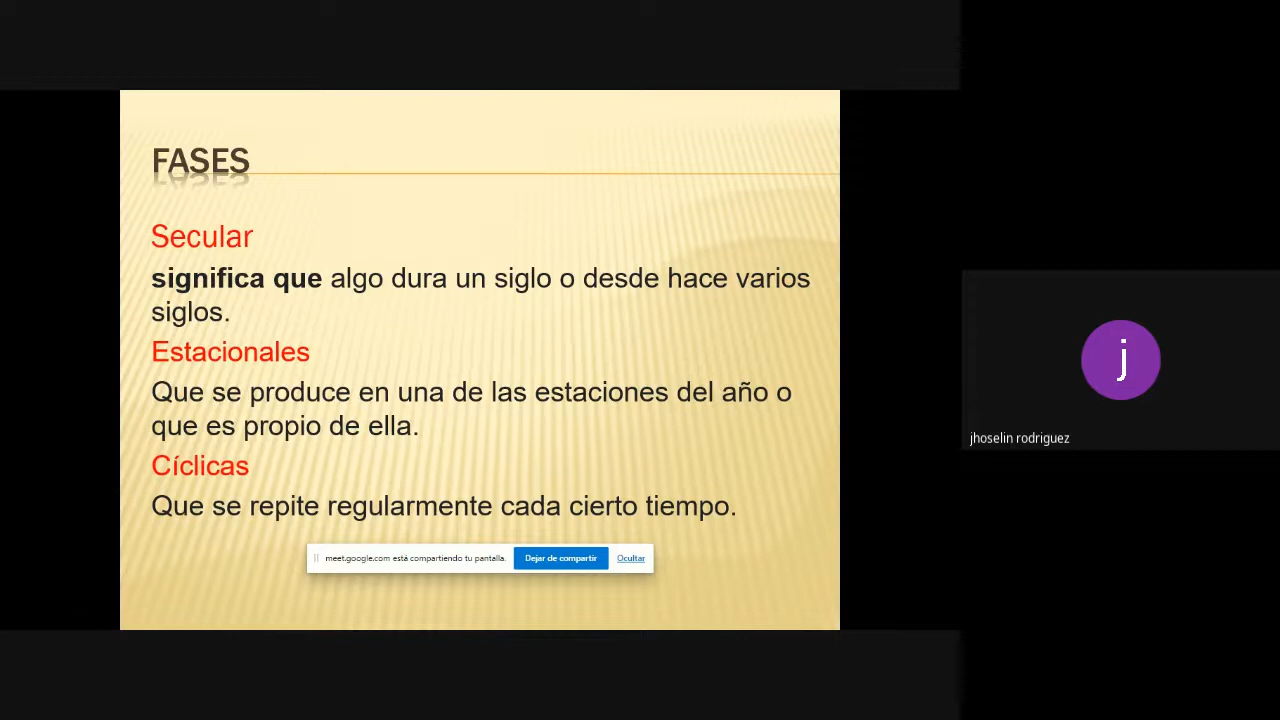 FASES
Secular
significa que algo dura un siglo o desde hace varios
siglos.
Estacionales
Que se produce en una de las estaciones del año o
que es propio de ella.
Cíclicas
Que se repite regularmente cada cierto tiempo.
meet.google.com está compartiendo tu pantalla. Dejar de compartir Ocultar
j
jhoselin rodriguez